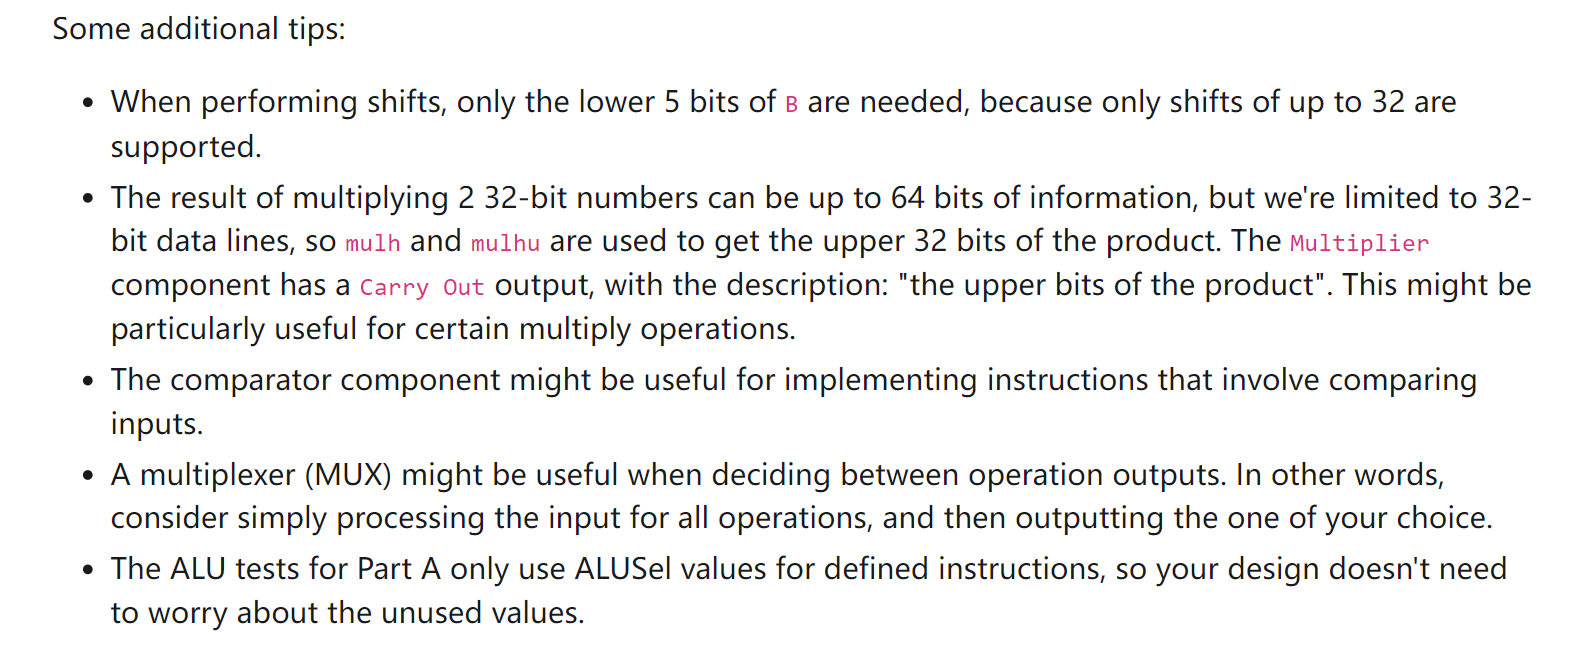 Some additional tips:
• When performing shifts, only the lower 5 bits of B are needed, because only shifts of up to 32 are
supported.
• The result of multiplying 2 32-bit numbers can be up to 64 bits of information, but we're limited to 32-
bit data lines, so mulh and mulhu are used to get the upper 32 bits of the product. The Multiplier
component has a Carry Out output, with the description: "the upper bits of the product". This might be
particularly useful for certain multiply operations.
• The comparator component might be useful for implementing instructions that involve comparing
inputs.
• A multiplexer (MUX) might be useful when deciding between operation outputs. In other words,
consider simply processing the input for all operations, and then outputting the one of your choice.
• The ALU tests for Part A only use ALUSel values for defined instructions, so your design doesn't need
to worry about the unused values.